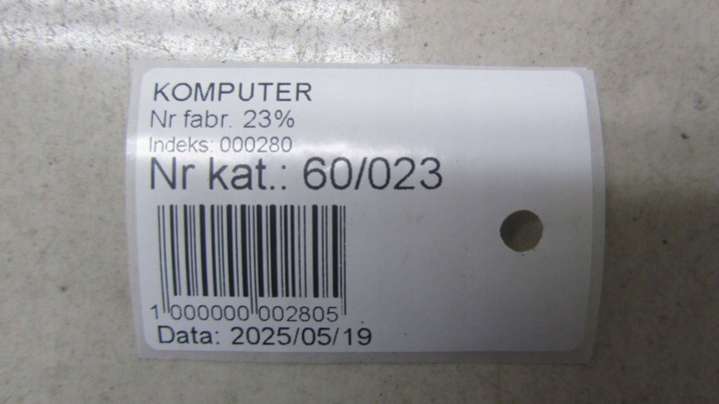 KOMPUTER
Nr fabr. 23%
Indeks: 000280
Nr kat.: 60/023
1 000000 002805
Data: 2025/05/19